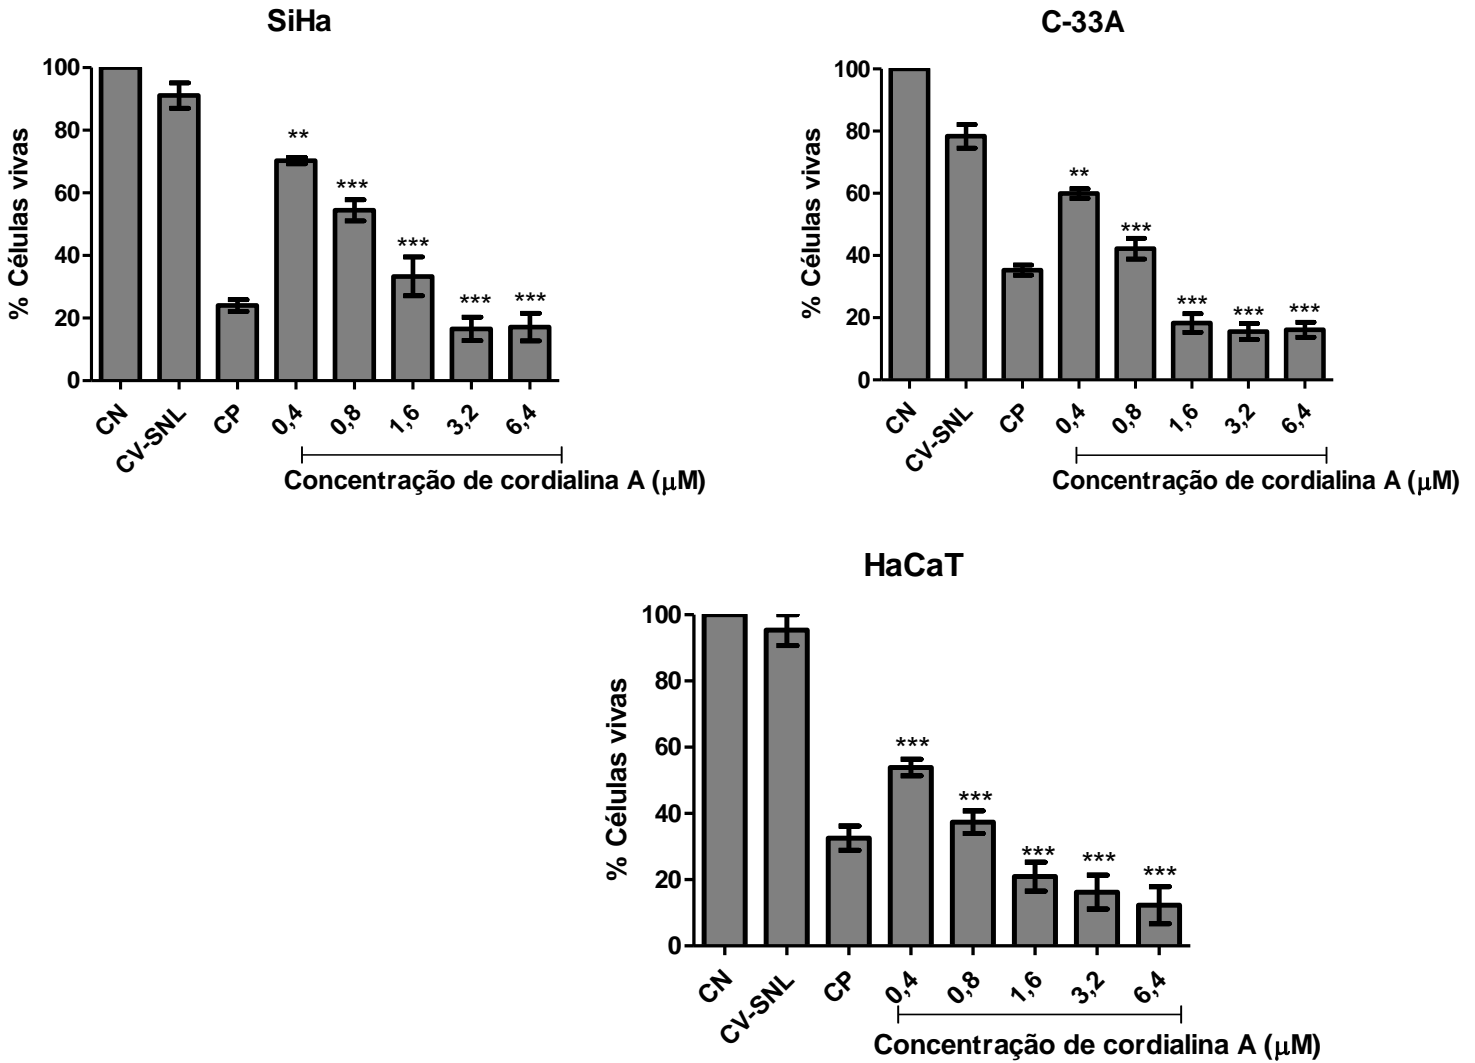 SiHa
% Células vivas
100
80
60
40
20
0
**
***
***
***
***
CN
CV-SNL
CP
0,4
0,8
1,6
3,2
6,4
Concentração de cordialina A (μM)
C-33A
% Células vivas
100
80
60
40
20
0
**
***
***
***
***
CN
CV-SNL
CP
0,4
0,8
1,6
3,2
6,4
Concentração de cordialina A (μM)
HaCaT
% Células vivas
100
80
60
40
20
0
***
***
***
***
***
CN
CV-SNL
CP
0,4
0,8
1,6
3,2
6,4
Concentração de cordialina A (μM)